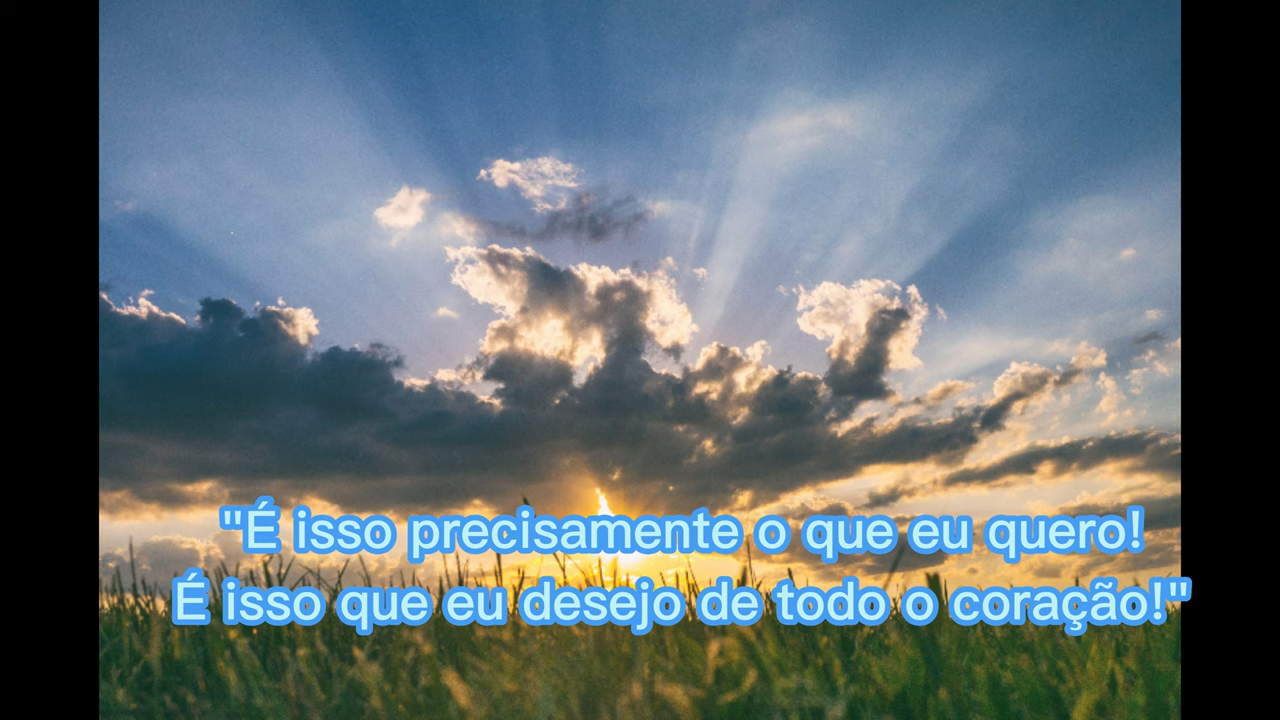 "É isso precisamente o que eu quero!
É isso que eu desejo de todo o coração!"